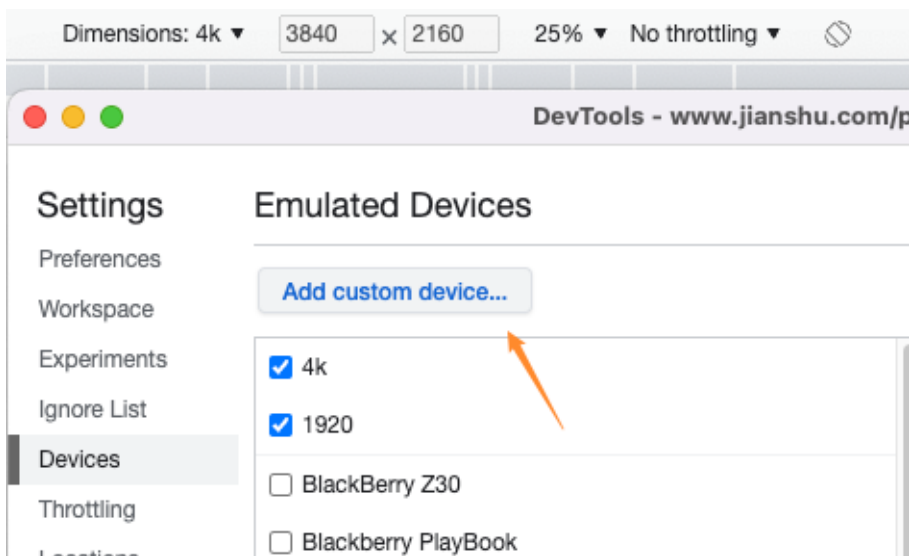 Dimensions: 4k ▼ 3840 × 2160 25% ▼ No throttling ▼
DevTools - www.jianshu.com/p
Settings
Emulated Devices
Preferences
Add custom device...
Workspace
Experiments
4k
Ignore List
1920
Devices
BlackBerry Z30
Throttling
Blackberry PlayBook
Locations